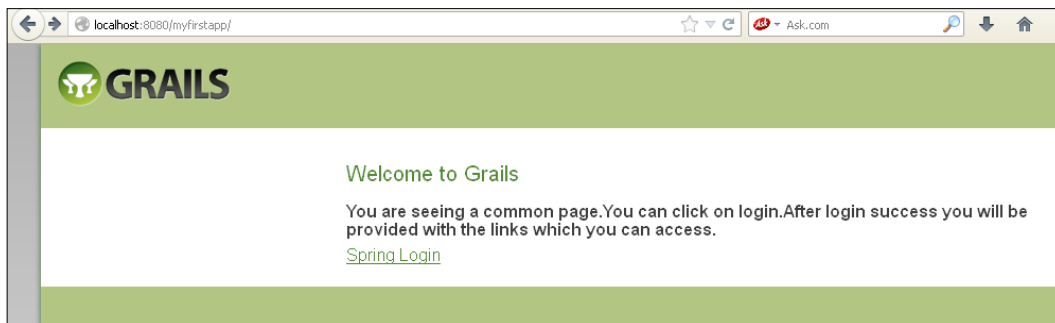 localhost:8080/myfirstapp/
Ask.com
GRAILS
Welcome to Grails
You are seeing a common page.You can click on login.After login success you will be
provided with the links which you can access.
Spring Login